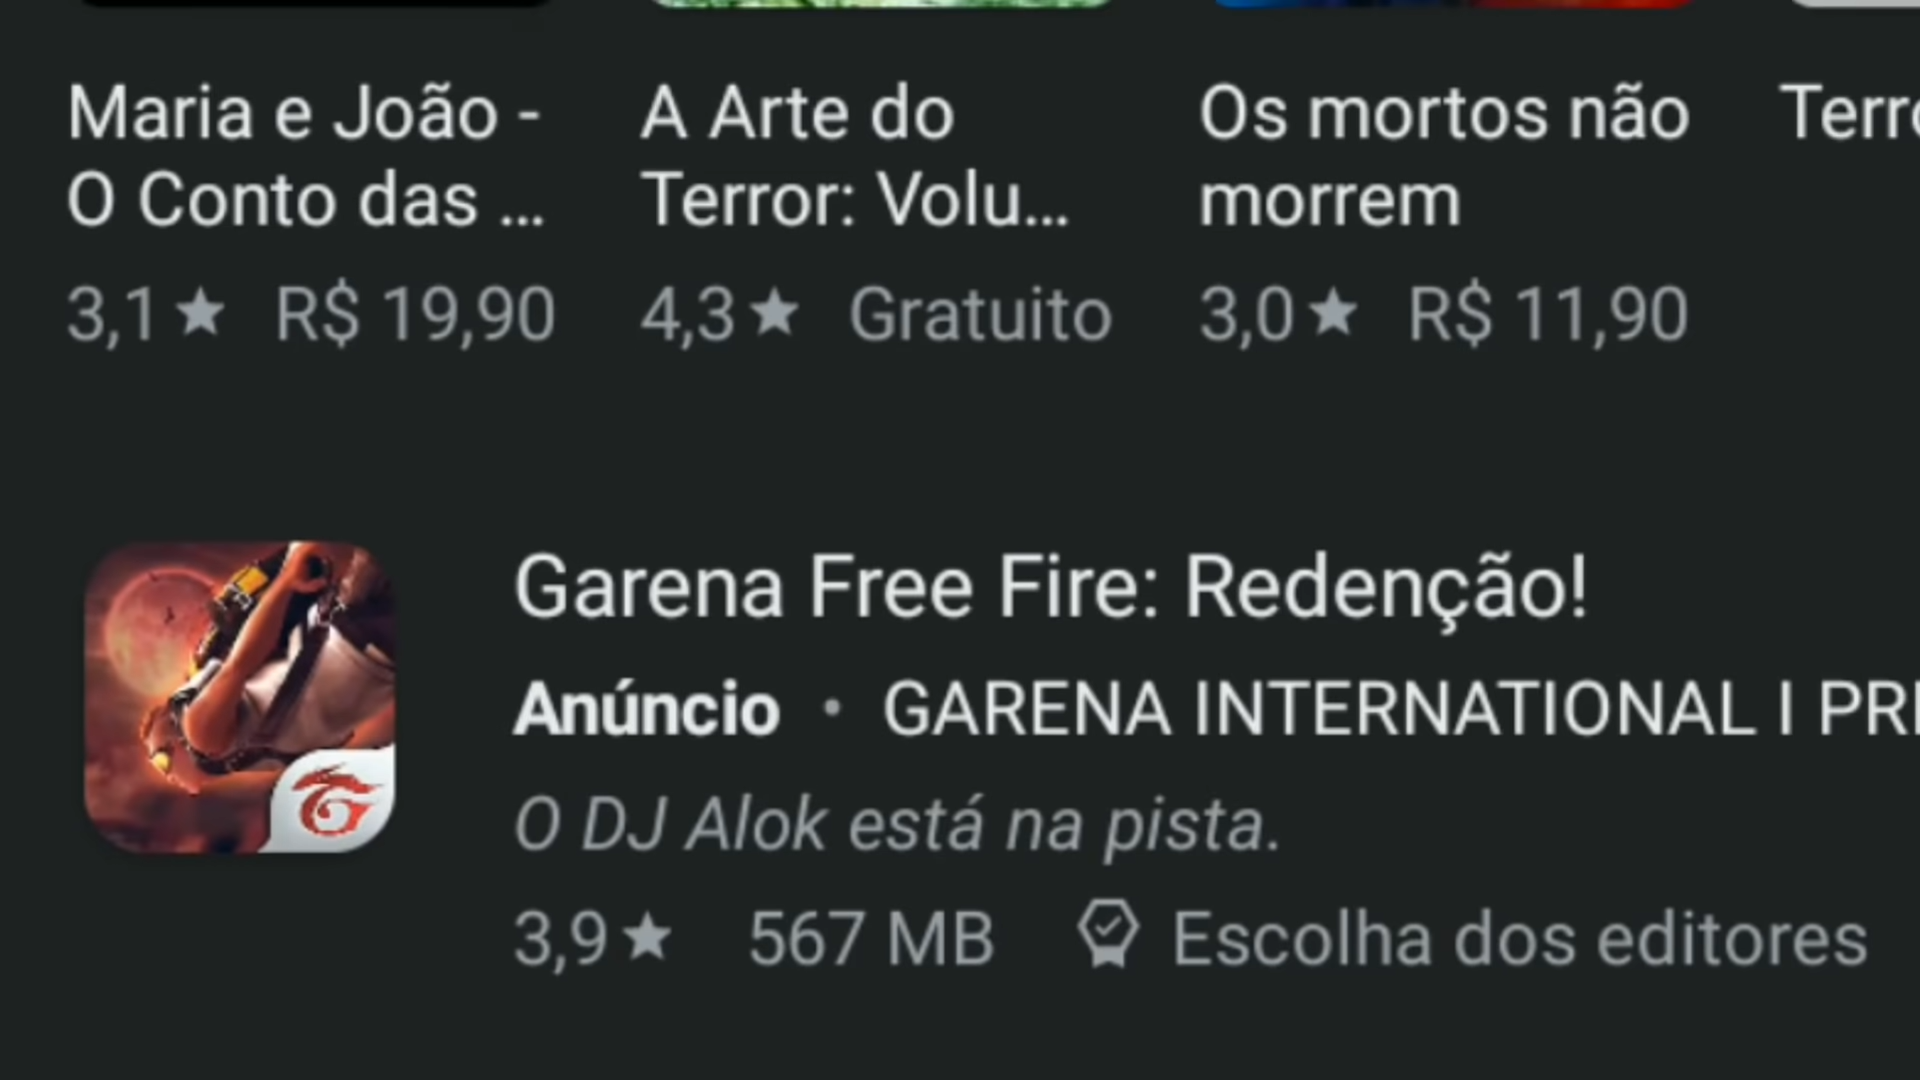 Maria e João -
O Conto das ...
3,1★ R$ 19,90
A Arte do
Terror: Volu...
4,3★ Gratuito
Os mortos não
morrem
3,0★ R$ 11,90
Terro
Garena Free Fire: Redenção!
Anúncio • GARENA INTERNATIONAL I PRI
O DJ Alok está na pista.
3,9★ 567 MB Escolha dos editores